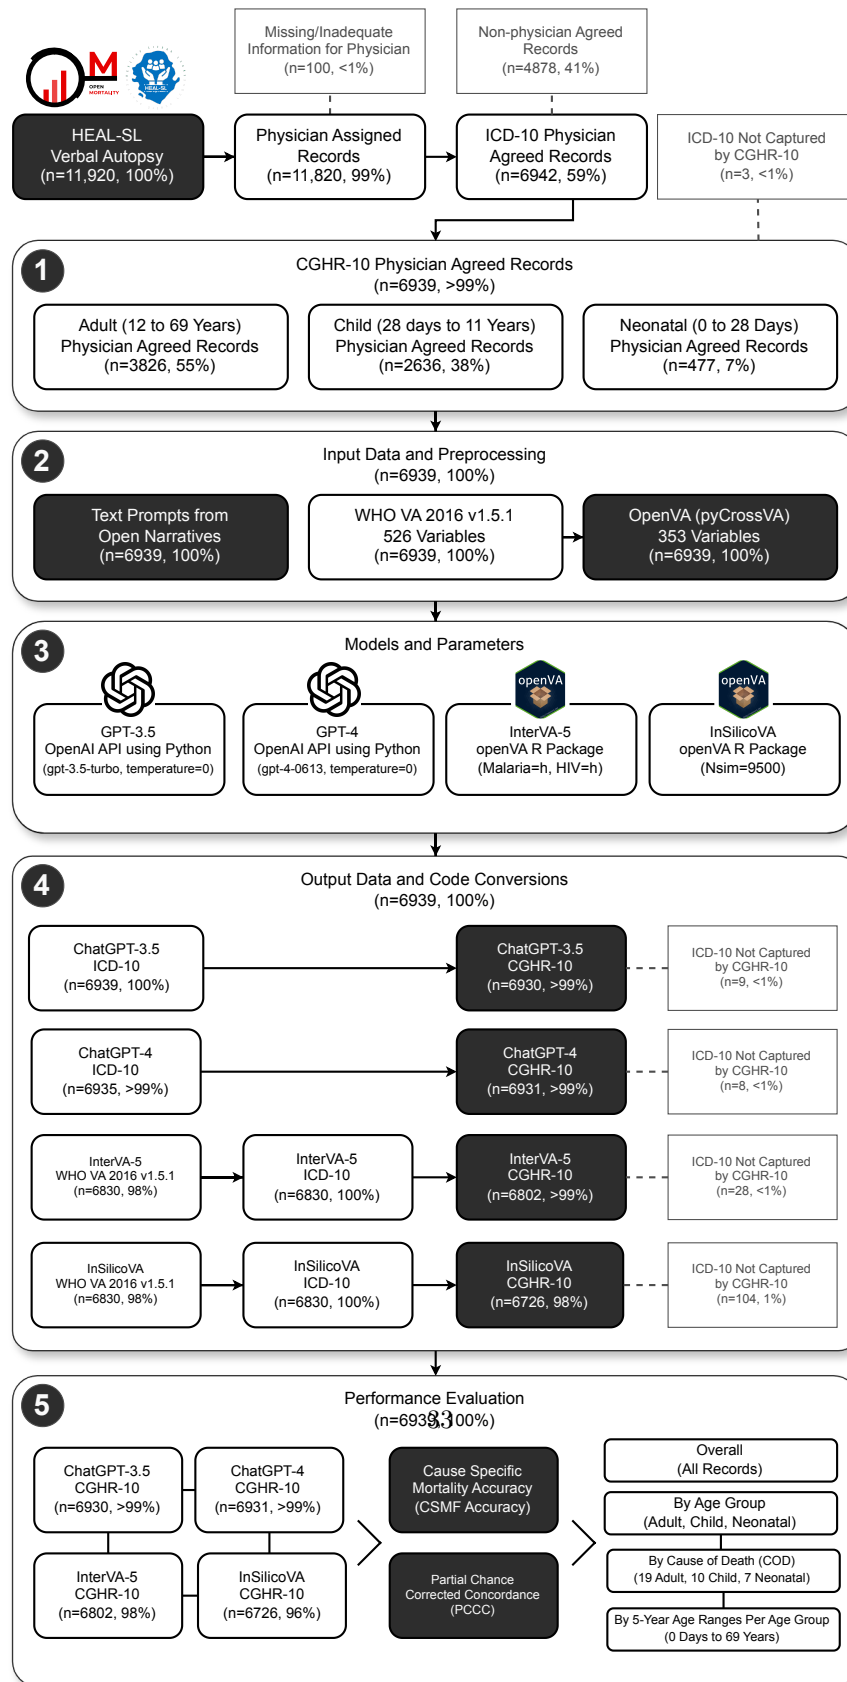 Missing/Inadequate
Information for Physician
(n=100, <1%)
Non-physician Agreed
Records
(n=4878, 41%)
M
OPEN
MORTALITY
HEAL-SL
HEAL-SL
Verbal Autopsy
(n=11,920, 100%)
Physician Assigned
Records
(n=11,820, 99%)
ICD-10 Physician
Agreed Records
(n=6942, 59%)
ICD-10 Not Captured
by CGHR-10
(n=3, <1%)
1
CGHR-10 Physician Agreed Records
(n=6939, >99%)
Adult (12 to 69 Years)
Physician Agreed Records
(n=3826, 55%)
Child (28 days to 11 Years)
Physician Agreed Records
(n=2636, 38%)
Neonatal (0 to 28 Days)
Physician Agreed Records
(n=477, 7%)
2
Input Data and Preprocessing
(n=6939, 100%)
Text Prompts from
Open Narratives
(n=6939, 100%)
WHO VA 2016 v1.5.1
526 Variables
(n=6939, 100%)
OpenVA (pyCrossVA)
353 Variables
(n=6939, 100%)
3
Models and Parameters
GPT-3.5
OpenAI API using Python
(gpt-3.5-turbo, temperature=0)
GPT-4
OpenAI API using Python
(gpt-4-0613, temperature=0)
openVA
InterVA-5
openVA R Package
(Malaria=h, HIV=h)
openVA
InSilicoVA
openVA R Package
(Nsim=9500)
4
Output Data and Code Conversions
(n=6939, 100%)
ChatGPT-3.5
ICD-10
(n=6939, 100%)
ChatGPT-3.5
CGHR-10
(n=6930, >99%)
ICD-10 Not Captured
by CGHR-10
(n=9, <1%)
ChatGPT-4
ICD-10
(n=6935, >99%)
ChatGPT-4
CGHR-10
(n=6931, >99%)
ICD-10 Not Captured
by CGHR-10
(n=8, <1%)
InterVA-5
WHO VA 2016 v1.5.1
(n=6830, 98%)
InterVA-5
ICD-10
(n=6830, 100%)
InterVA-5
CGHR-10
(n=6802, >99%)
ICD-10 Not Captured
by CGHR-10
(n=28, <1%)
InSilicoVA
WHO VA 2016 v1.5.1
(n=6830, 98%)
InSilicoVA
ICD-10
(n=6830, 100%)
InSilicoVA
CGHR-10
(n=6726, 98%)
ICD-10 Not Captured
by CGHR-10
(n=104, 1%)
5
Performance Evaluation
(n=6939, 100%)
33
ChatGPT-3.5
CGHR-10
(n=6930, >99%)
ChatGPT-4
CGHR-10
(n=6931, >99%)
InterVA-5
CGHR-10
(n=6802, 98%)
InSilicoVA
CGHR-10
(n=6726, 96%)
Cause Specific
Mortality Accuracy
(CSMF Accuracy)
Partial Chance
Corrected Concordance
(PCCC)
Overall
(All Records)
By Age Group
(Adult, Child, Neonatal)
By Cause of Death (COD)
(19 Adult, 10 Child, 7 Neonatal)
By 5-Year Age Ranges Per Age Group
(0 Days to 69 Years)